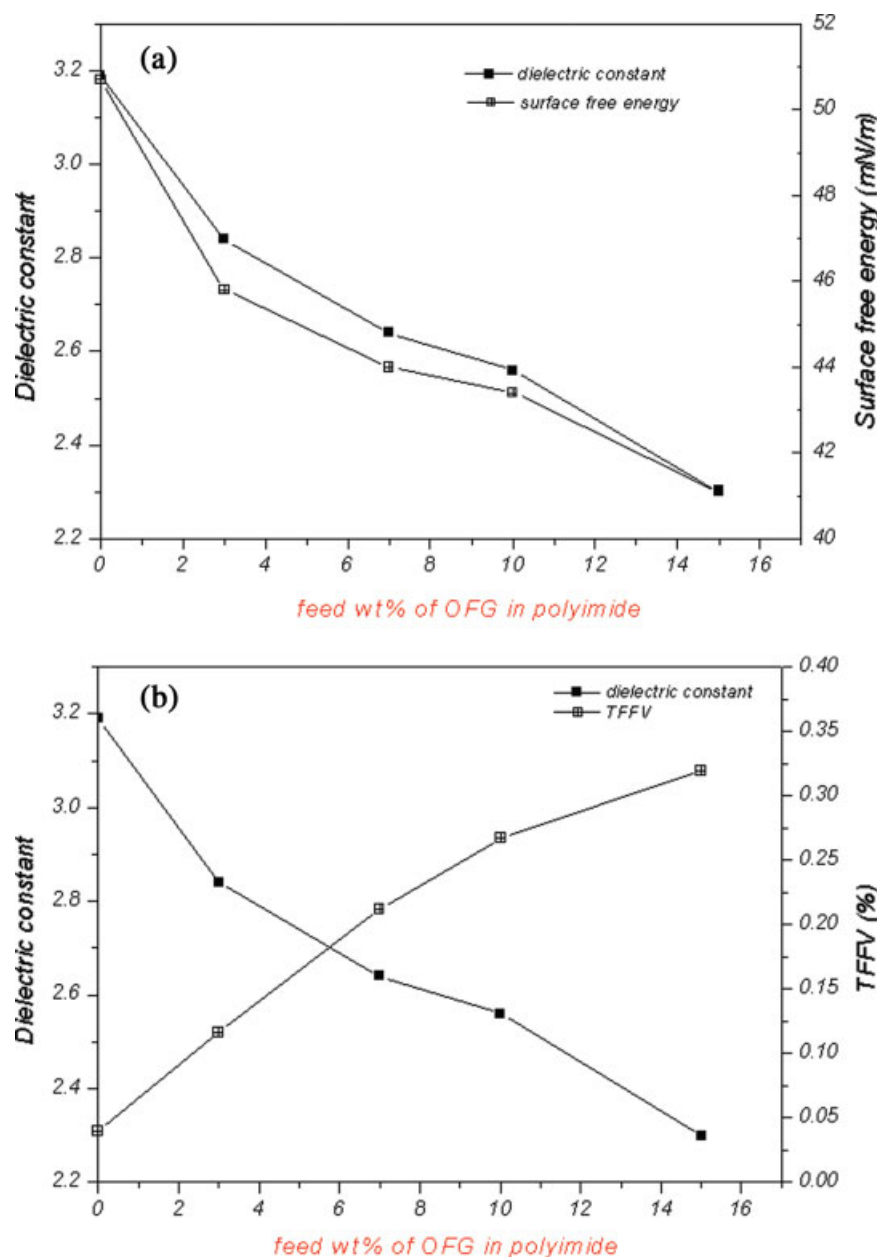 (a)
dielectric constant
surface free energy
52
50
48
46
44
42
40
Surface free energy (mN/m)
3.2
3.0
2.8
2.6
2.4
2.2
Dielectric constant
0 2 4 6 8 10 12 14 16
feed wt% of OFG in polyimide
(b)
dielectric constant
TFFV
0.40
0.35
0.30
0.25
0.20
0.15
0.10
0.05
0.00
TFFV (%)
3.2
3.0
2.8
2.6
2.4
2.2
Dielectric constant
0 2 4 6 8 10 12 14 16
feed wt% of OFG in polyimide